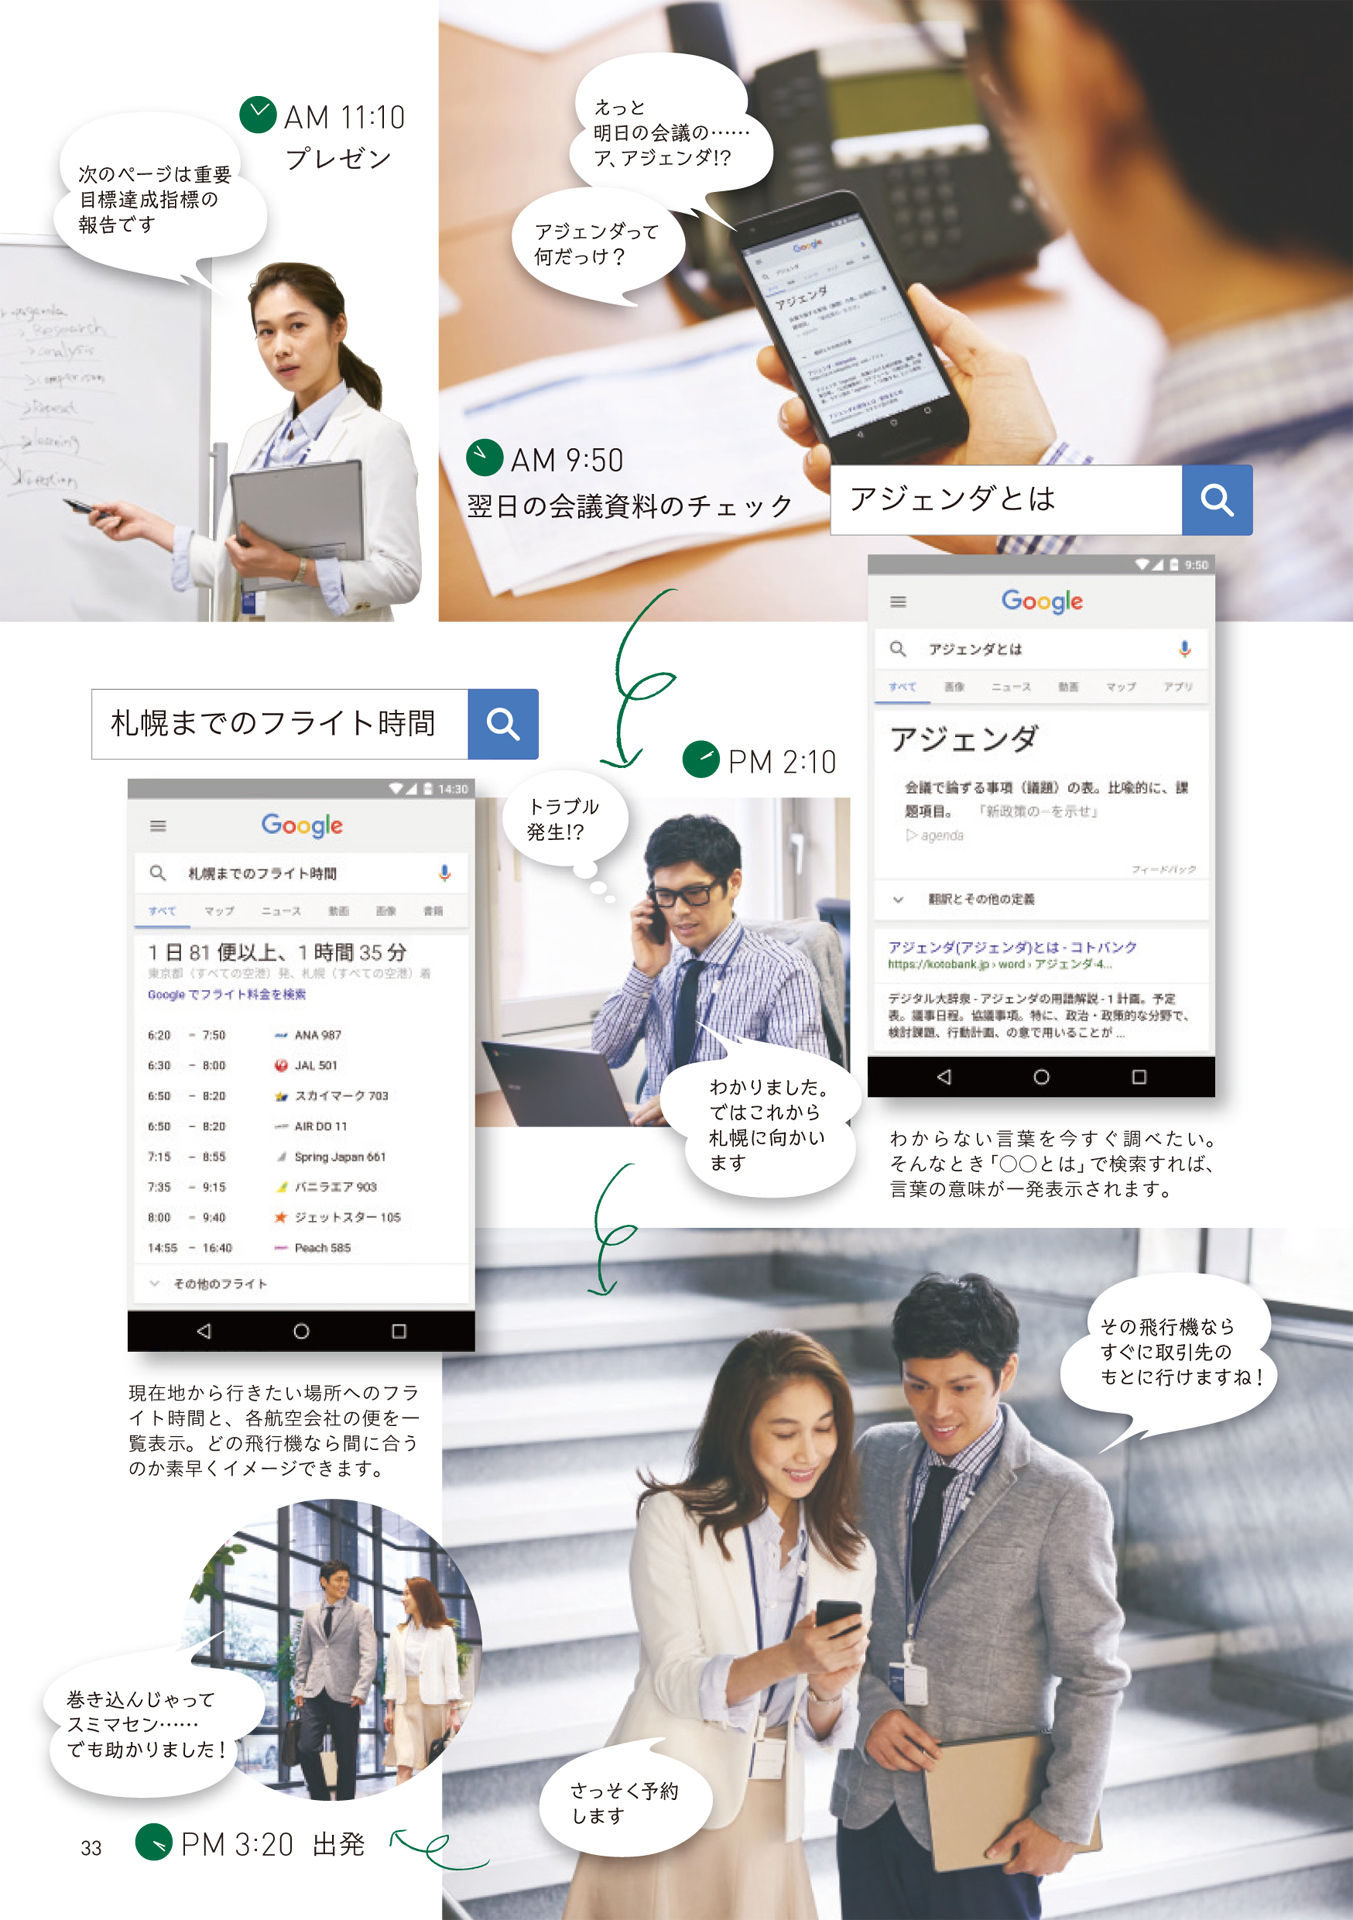 AM 11:10
プレゼン
次のページは重要
目標達成指標の
報告です
Research
analysis
えっと
明日の会議の……
ア、アジェンダ!?
アジェンダって
何だっけ？
Google
アジェンダ
アジェンダ
AM 9:50
翌日の会議資料のチェック
アジェンダとは
9:50
Google
アジェンダとは
すべて 画像 ニュース 動画 マップ アプリ
アジェンダ
会議で論ずる事項（議題）の表。比喩的に、課
題項目。 「新政策の―を示せ」
▷ agenda
フィードバック
翻訳とその他の定義
アジェンダ(アジェンダ)とは - コトバンク
https://kotobank.jp › word › アジェンダ-4...
デジタル大辞泉 - アジェンダの用語解説 - 1 計画。予定
表。議事日程。協議事項。特に、政治・政策的な分野で、
検討課題、行動計画、の意で用いることが ...
わからない言葉を今すぐ調べたい。
そんなとき「○○とは」で検索すれば、
言葉の意味が一発表示されます。
PM 2:10
トラブル
発生!?
わかりました。
ではこれから
札幌に向かい
ます
札幌までのフライト時間
14:30
Google
札幌までのフライト時間
すべて マップ ニュース 動画 画像 書籍
1 日 81 便以上、1 時間 35 分
東京都（すべての空港）発、札幌（すべての空港）着
Google でフライト料金を検索
6:20 – 7:50 ANA 987
6:30 – 8:00 JAL 501
6:50 – 8:20 スカイマーク 703
6:50 – 8:20 AIR DO 11
7:15 – 8:55 Spring Japan 661
7:35 – 9:15 バニラエア 903
8:00 – 9:40 ジェットスター 105
14:55 – 16:40 Peach 585
その他のフライト
現在地から行きたい場所へのフラ
イト時間と、各航空会社の便を一
覧表示。どの飛行機なら間に合う
のか素早くイメージできます。
その飛行機なら
すぐに取引先の
もとに行けますね！
さっそく予約
します
巻き込んじゃって
スミマセン……
でも助かりました！
PM 3:20 出発
33